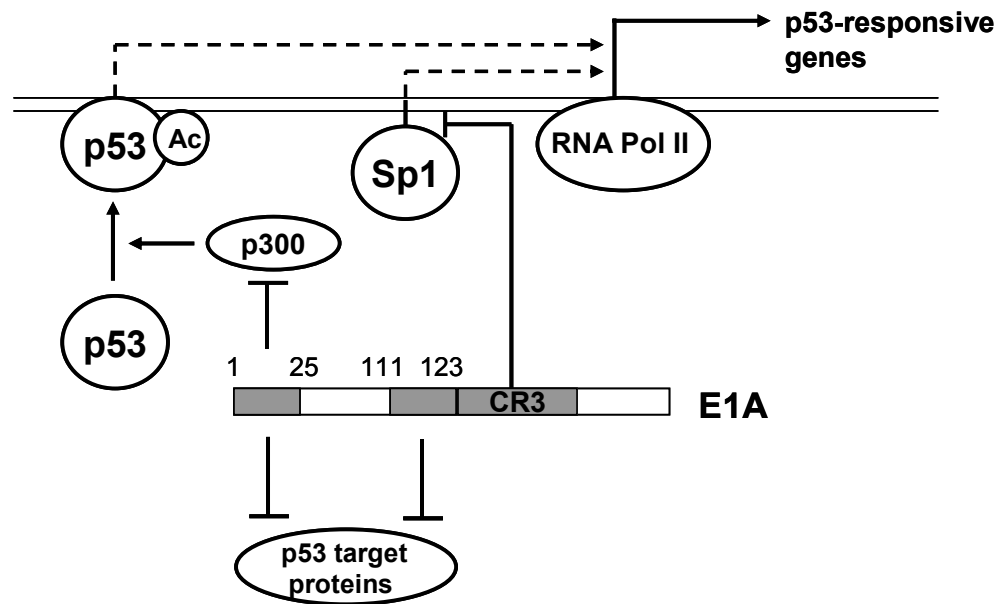 p53-responsive
genes
p53
Ac
Sp1
RNA Pol II
p300
p53
1 25 111 123
CR3
E1A
p53 target
proteins